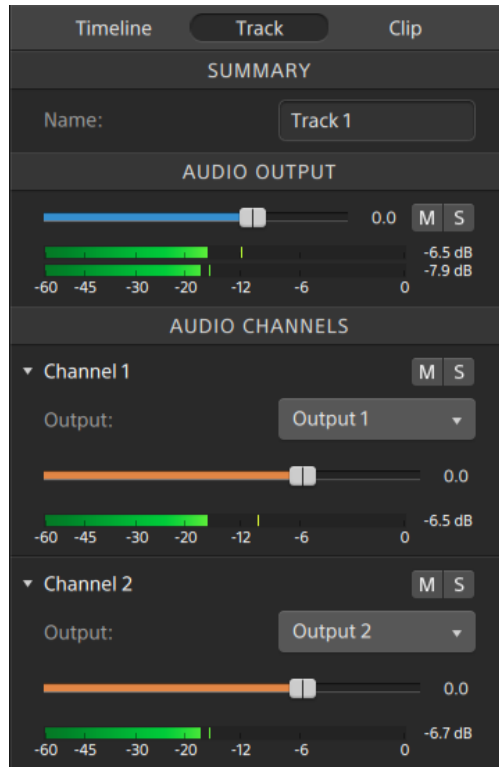 Timeline Track Clip
SUMMARY
Name: Track 1
AUDIO OUTPUT
0.0 M S
-6.5 dB
-7.9 dB
-60 -45 -30 -20 -12 -6 0
AUDIO CHANNELS
Channel 1 M S
Output: Output 1
0.0
-6.5 dB
-60 -45 -30 -20 -12 -6 0
Channel 2 M S
Output: Output 2
0.0
-6.7 dB
-60 -45 -30 -20 -12 -6 0